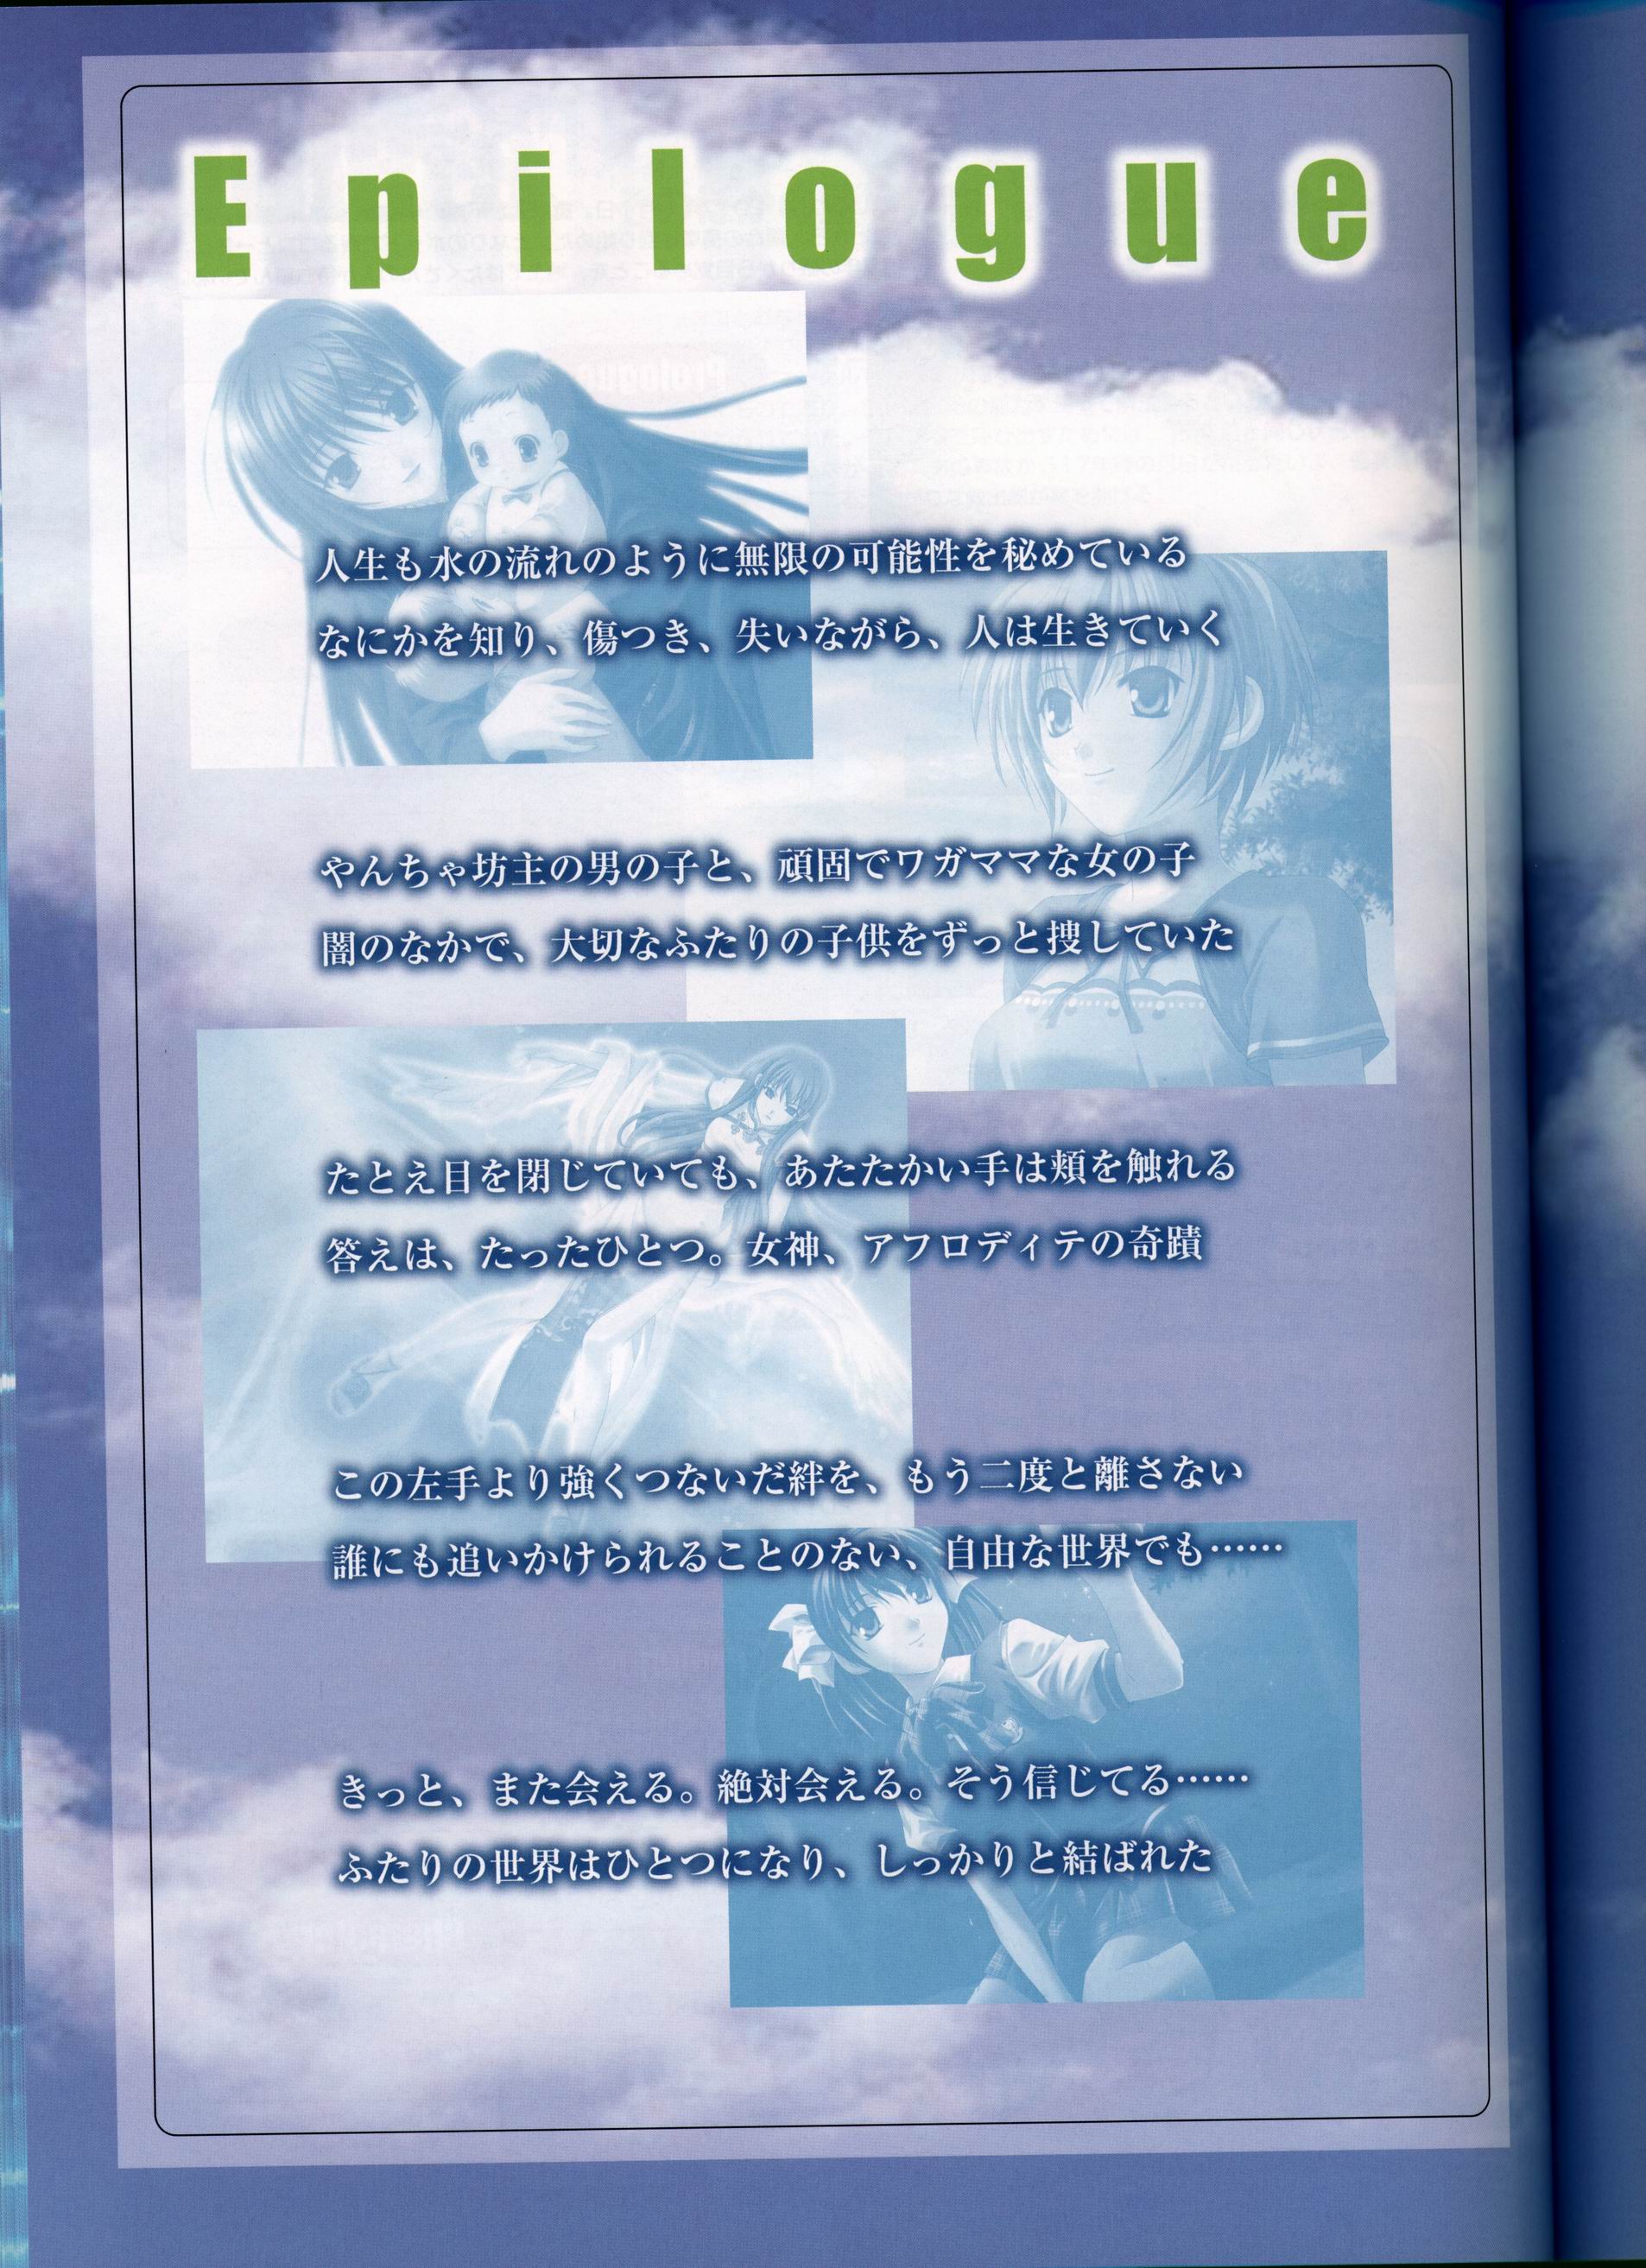 Epilogue
人生も水の流れのように無限の可能性を秘めている
なにかを知り、傷つき、失いながら、人は生きていく
やんちゃ坊主の男の子と、頑固でワガママな女の子
闇のなかで、大切なふたりの子供をずっと捜していた
たとえ目を閉じていても、あたたかい手は頬を触れる
答えは、たったひとつ。女神、アフロディテの奇蹟
この左手より強くつないだ絆を、もう二度と離さない
誰にも追いかけられることのない、自由な世界でも……
きっと、また会える。絶対会える。そう信じてる……
ふたりの世界はひとつになり、しっかりと結ばれた